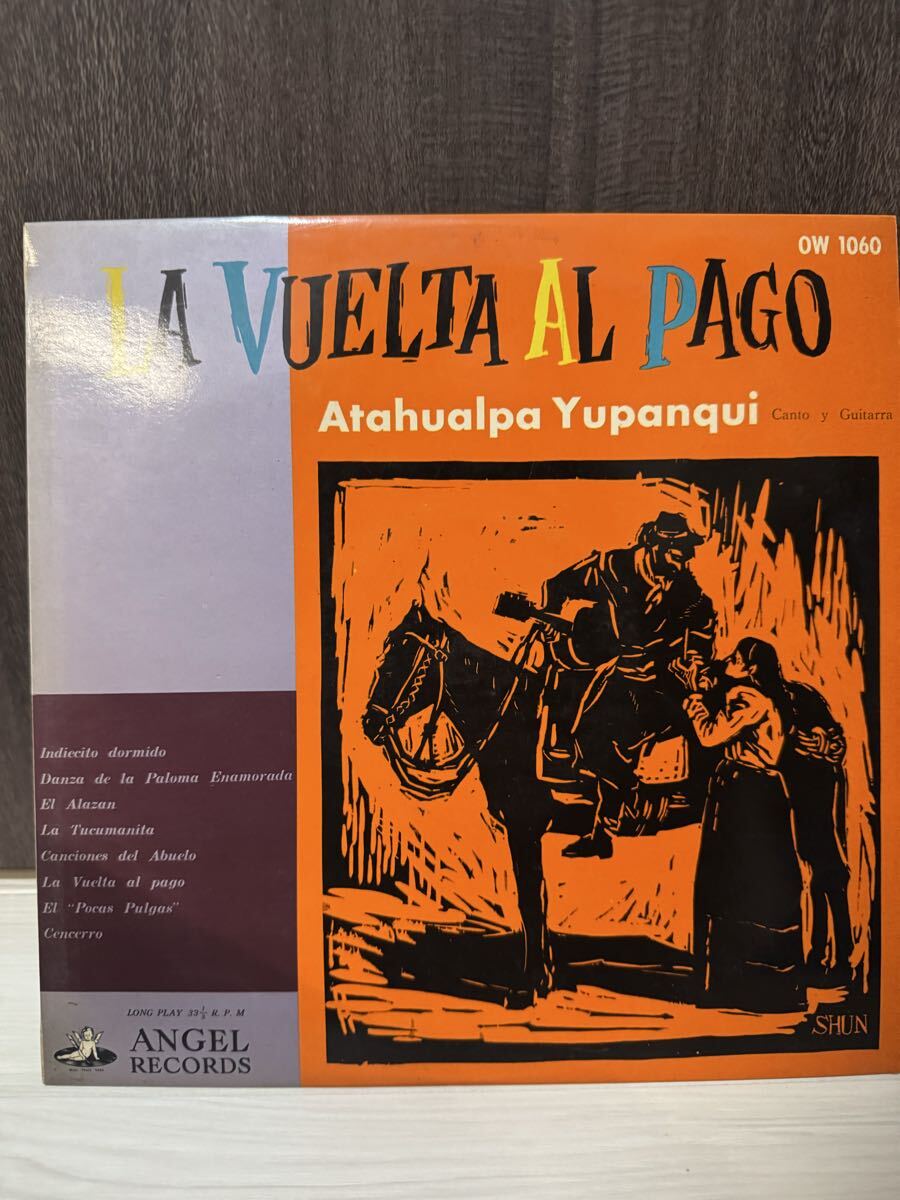 OW 1060
LA VUELTA AL PAGO
Atahualpa Yupanqui Canto y Guitarra
Indiecito dormido
Danza de la Paloma Enamorada
El Alazan
La Tucumanita
Canciones del Abuelo
La Vuelta al pago
El "Pocas Pulgas"
Cencerro
LONG PLAY 33⅓ R. P. M
ANGEL
RECORDS
SHUN